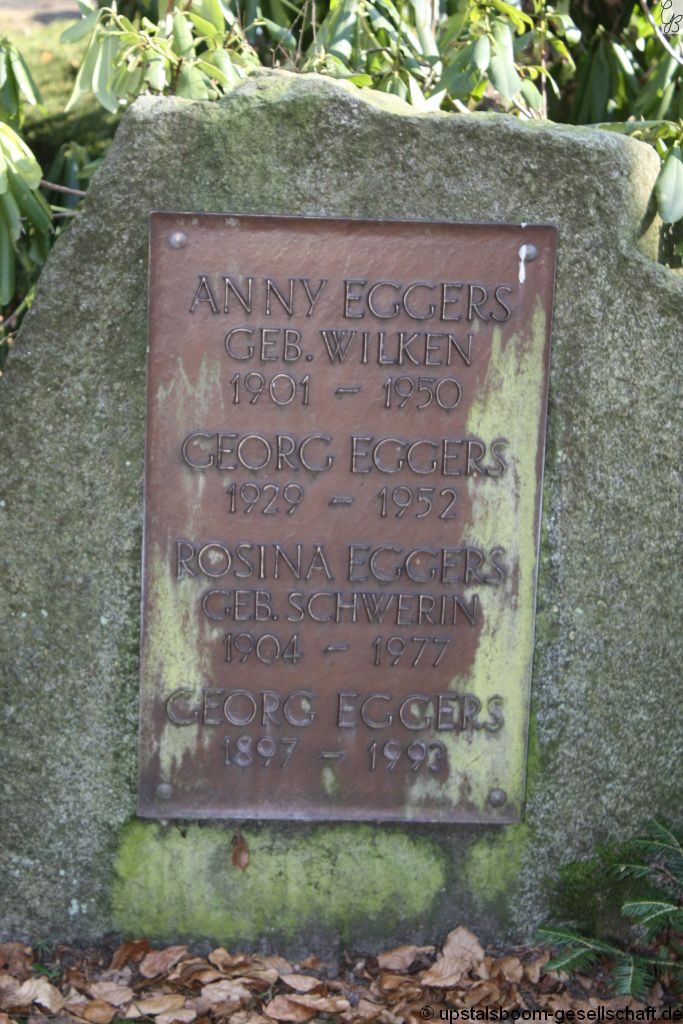 GB
ANNY EGGERS
GEB. WILKEN
1901 – 1950
GEORG EGGERS
1929 – 1952
ROSINA EGGERS
GEB. SCHWERIN
1904 – 1977
GEORG EGGERS
1897 – 1993
© upstalsboom-gesellschaft.de